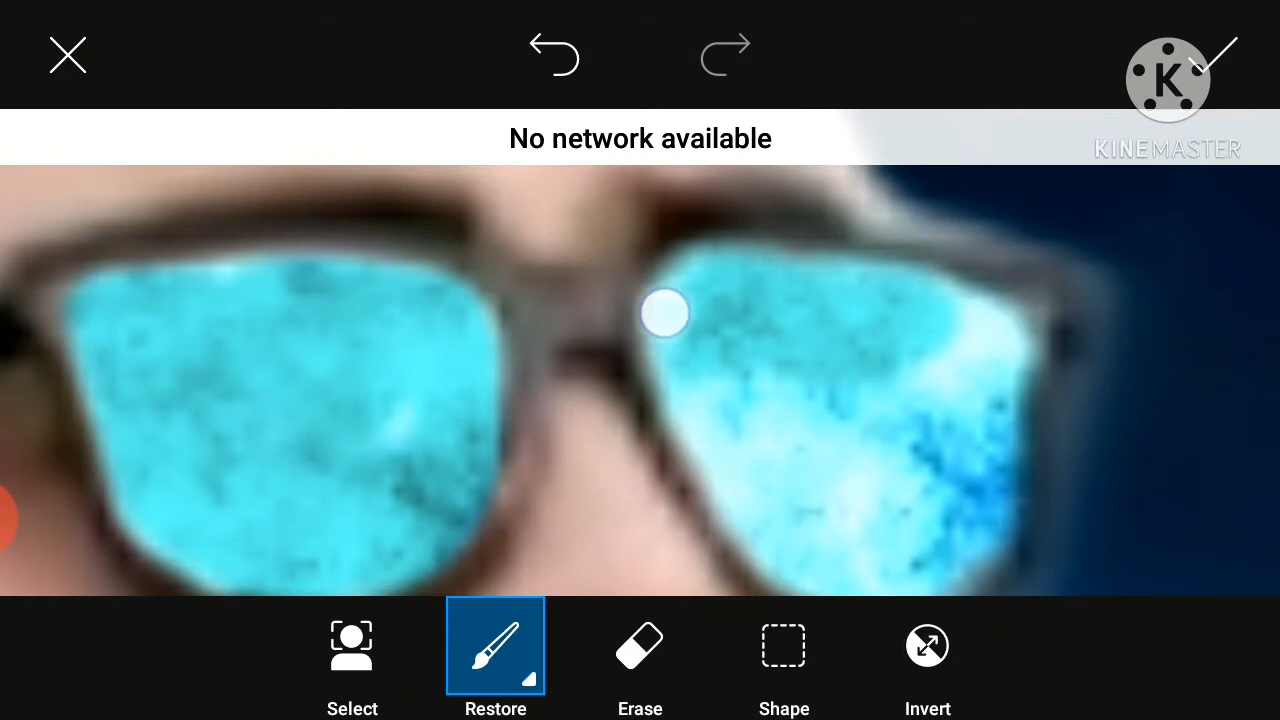 No network available
K
KINEMASTER
Select
Restore
Erase
Shape
Invert